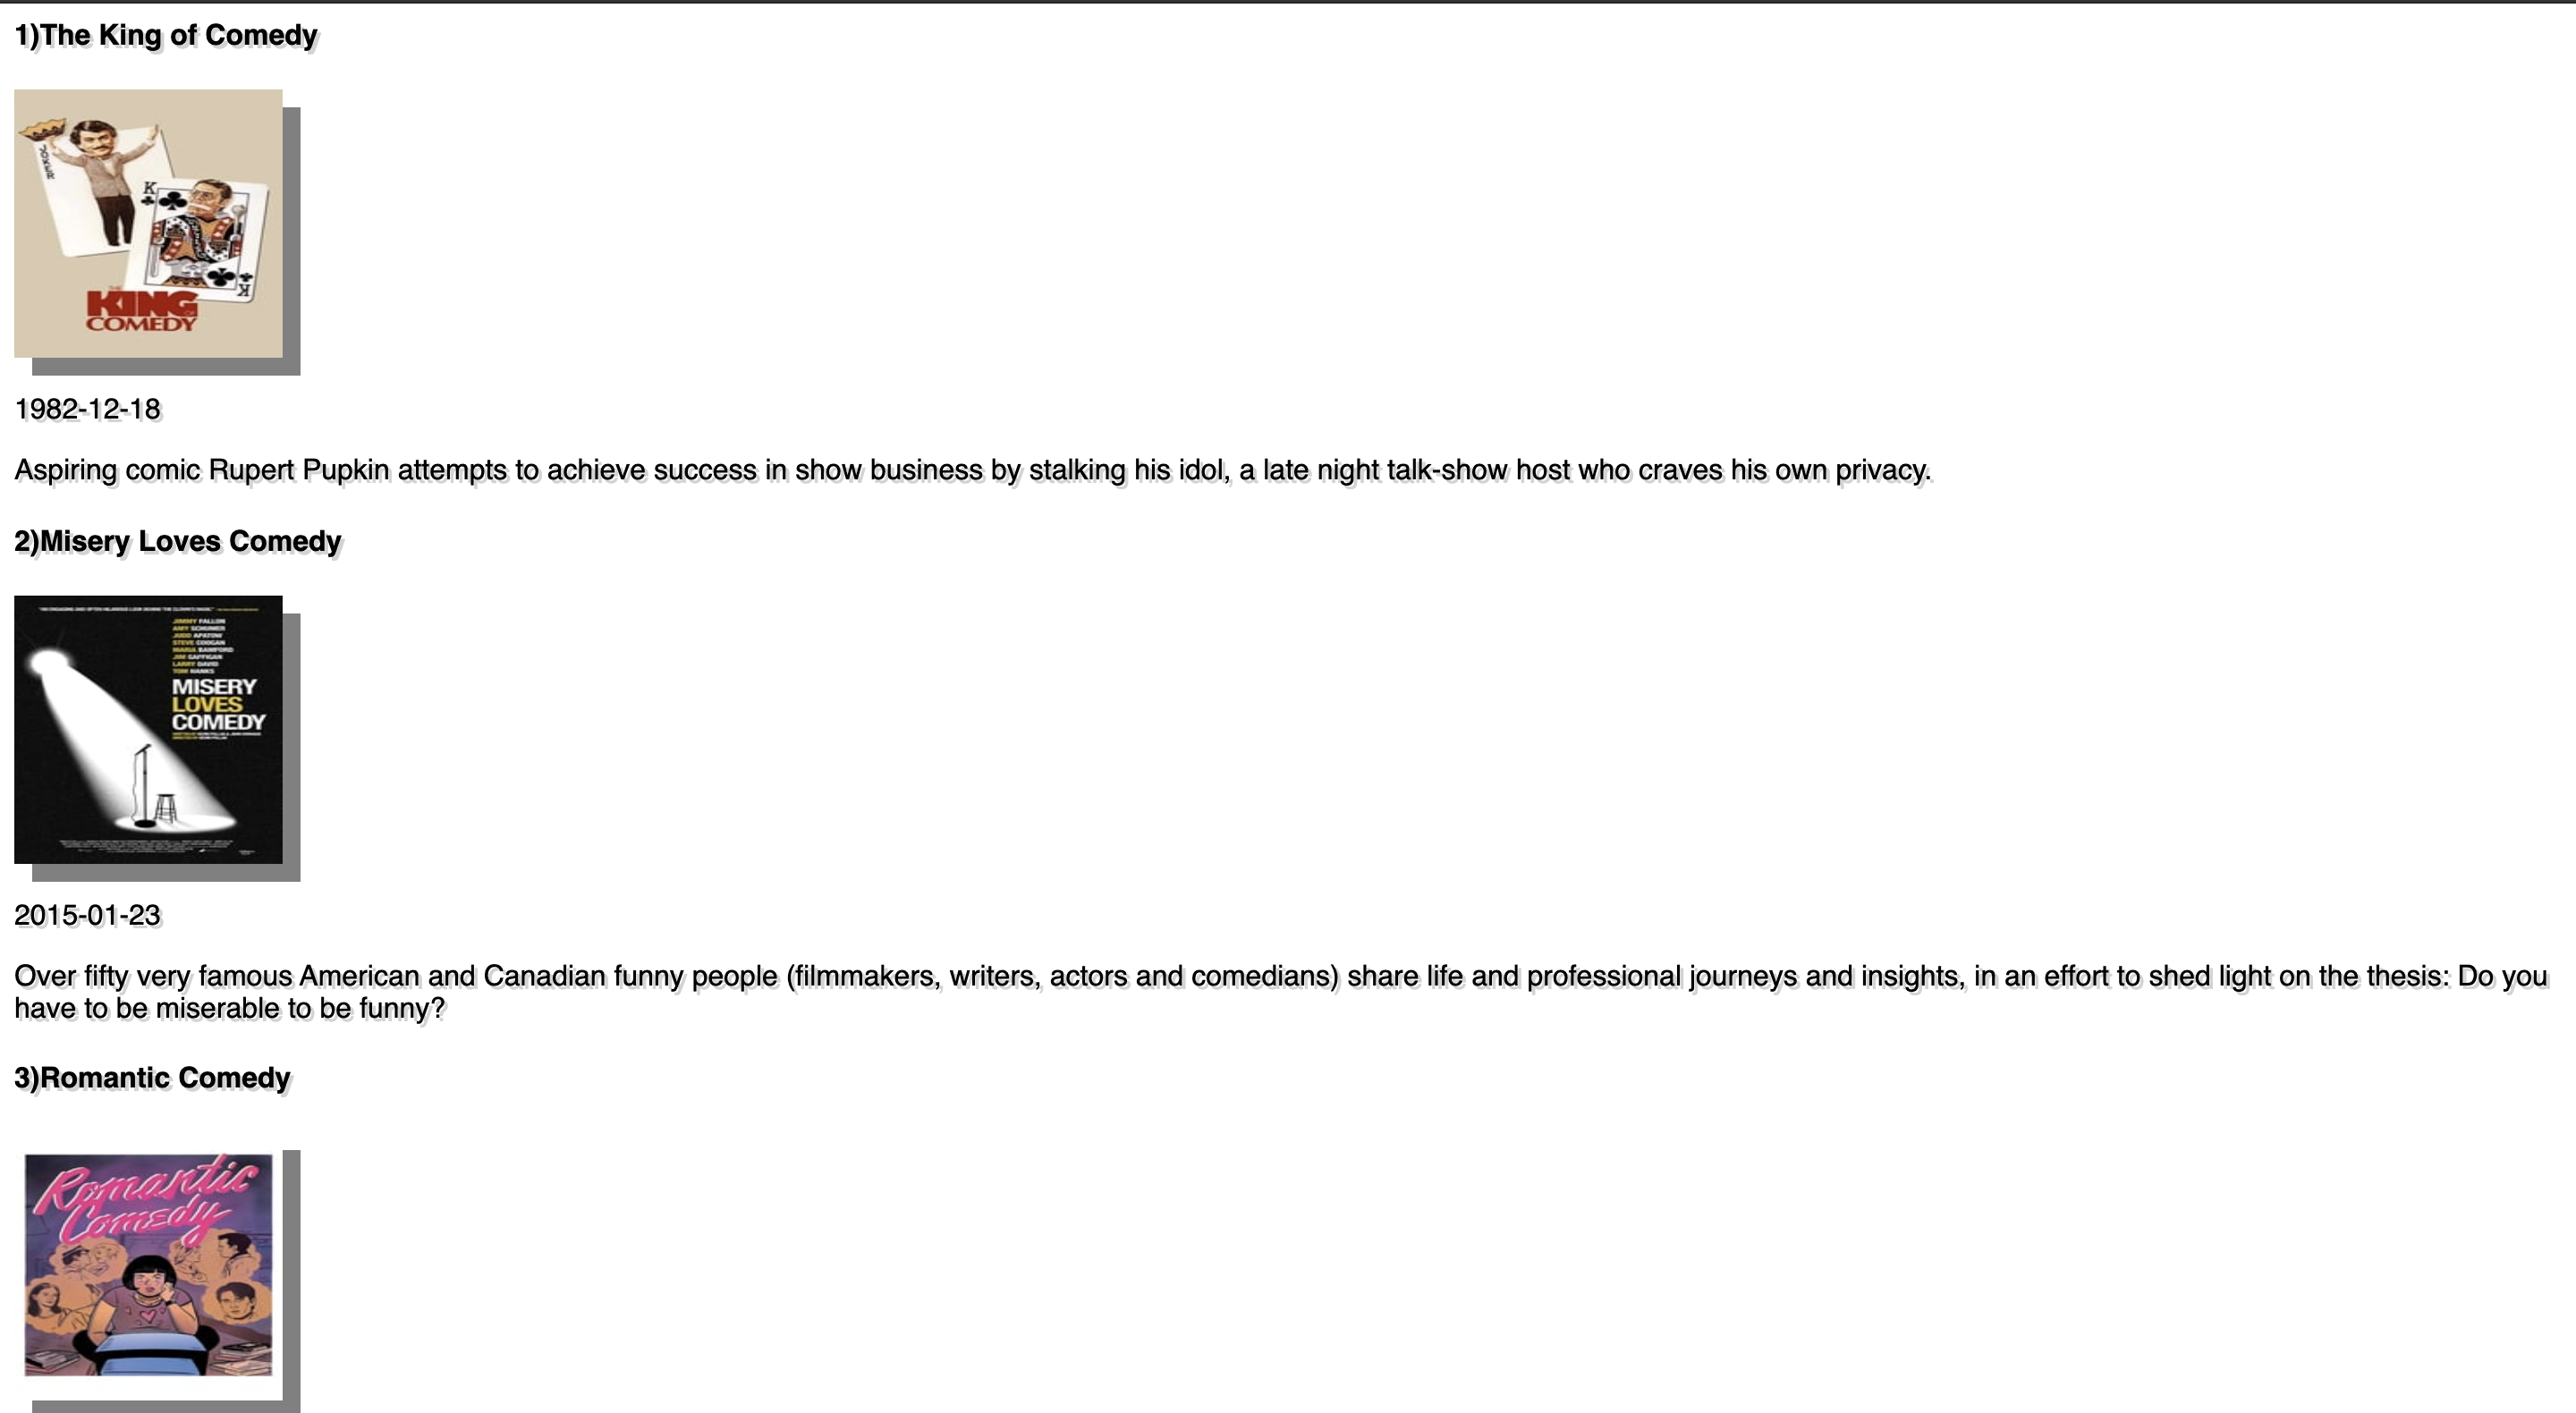 1)The King of Comedy
JOKER
K
K
KING
COMEDY
1982-12-18
Aspiring comic Rupert Pupkin attempts to achieve success in show business by stalking his idol, a late night talk-show host who craves his own privacy.
2)Misery Loves Comedy
JIMMY FALLON
AMY SCHUMER
JUDD APATOW
STEVE COOGAN
MARIA BAMFORD
JIM GAFFIGAN
LARRY DAVID
TOM HANKS
MISERY
LOVES
COMEDY
2015-01-23
Over fifty very famous American and Canadian funny people (filmmakers, writers, actors and comedians) share life and professional journeys and insights, in an effort to shed light on the thesis: Do you
have to be miserable to be funny?
3)Romantic Comedy
Romantic
Comedy